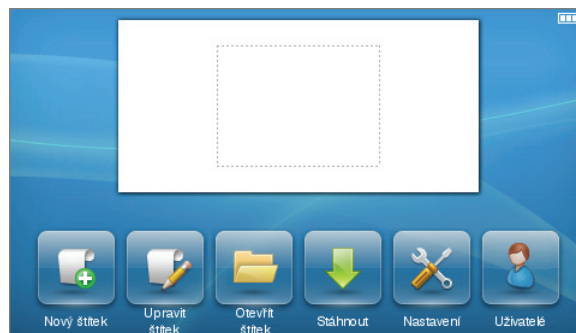 Nový štítek
Upravit
štítek
Otevřít
štítek
Stáhnout
Nastavení
Uživatelé